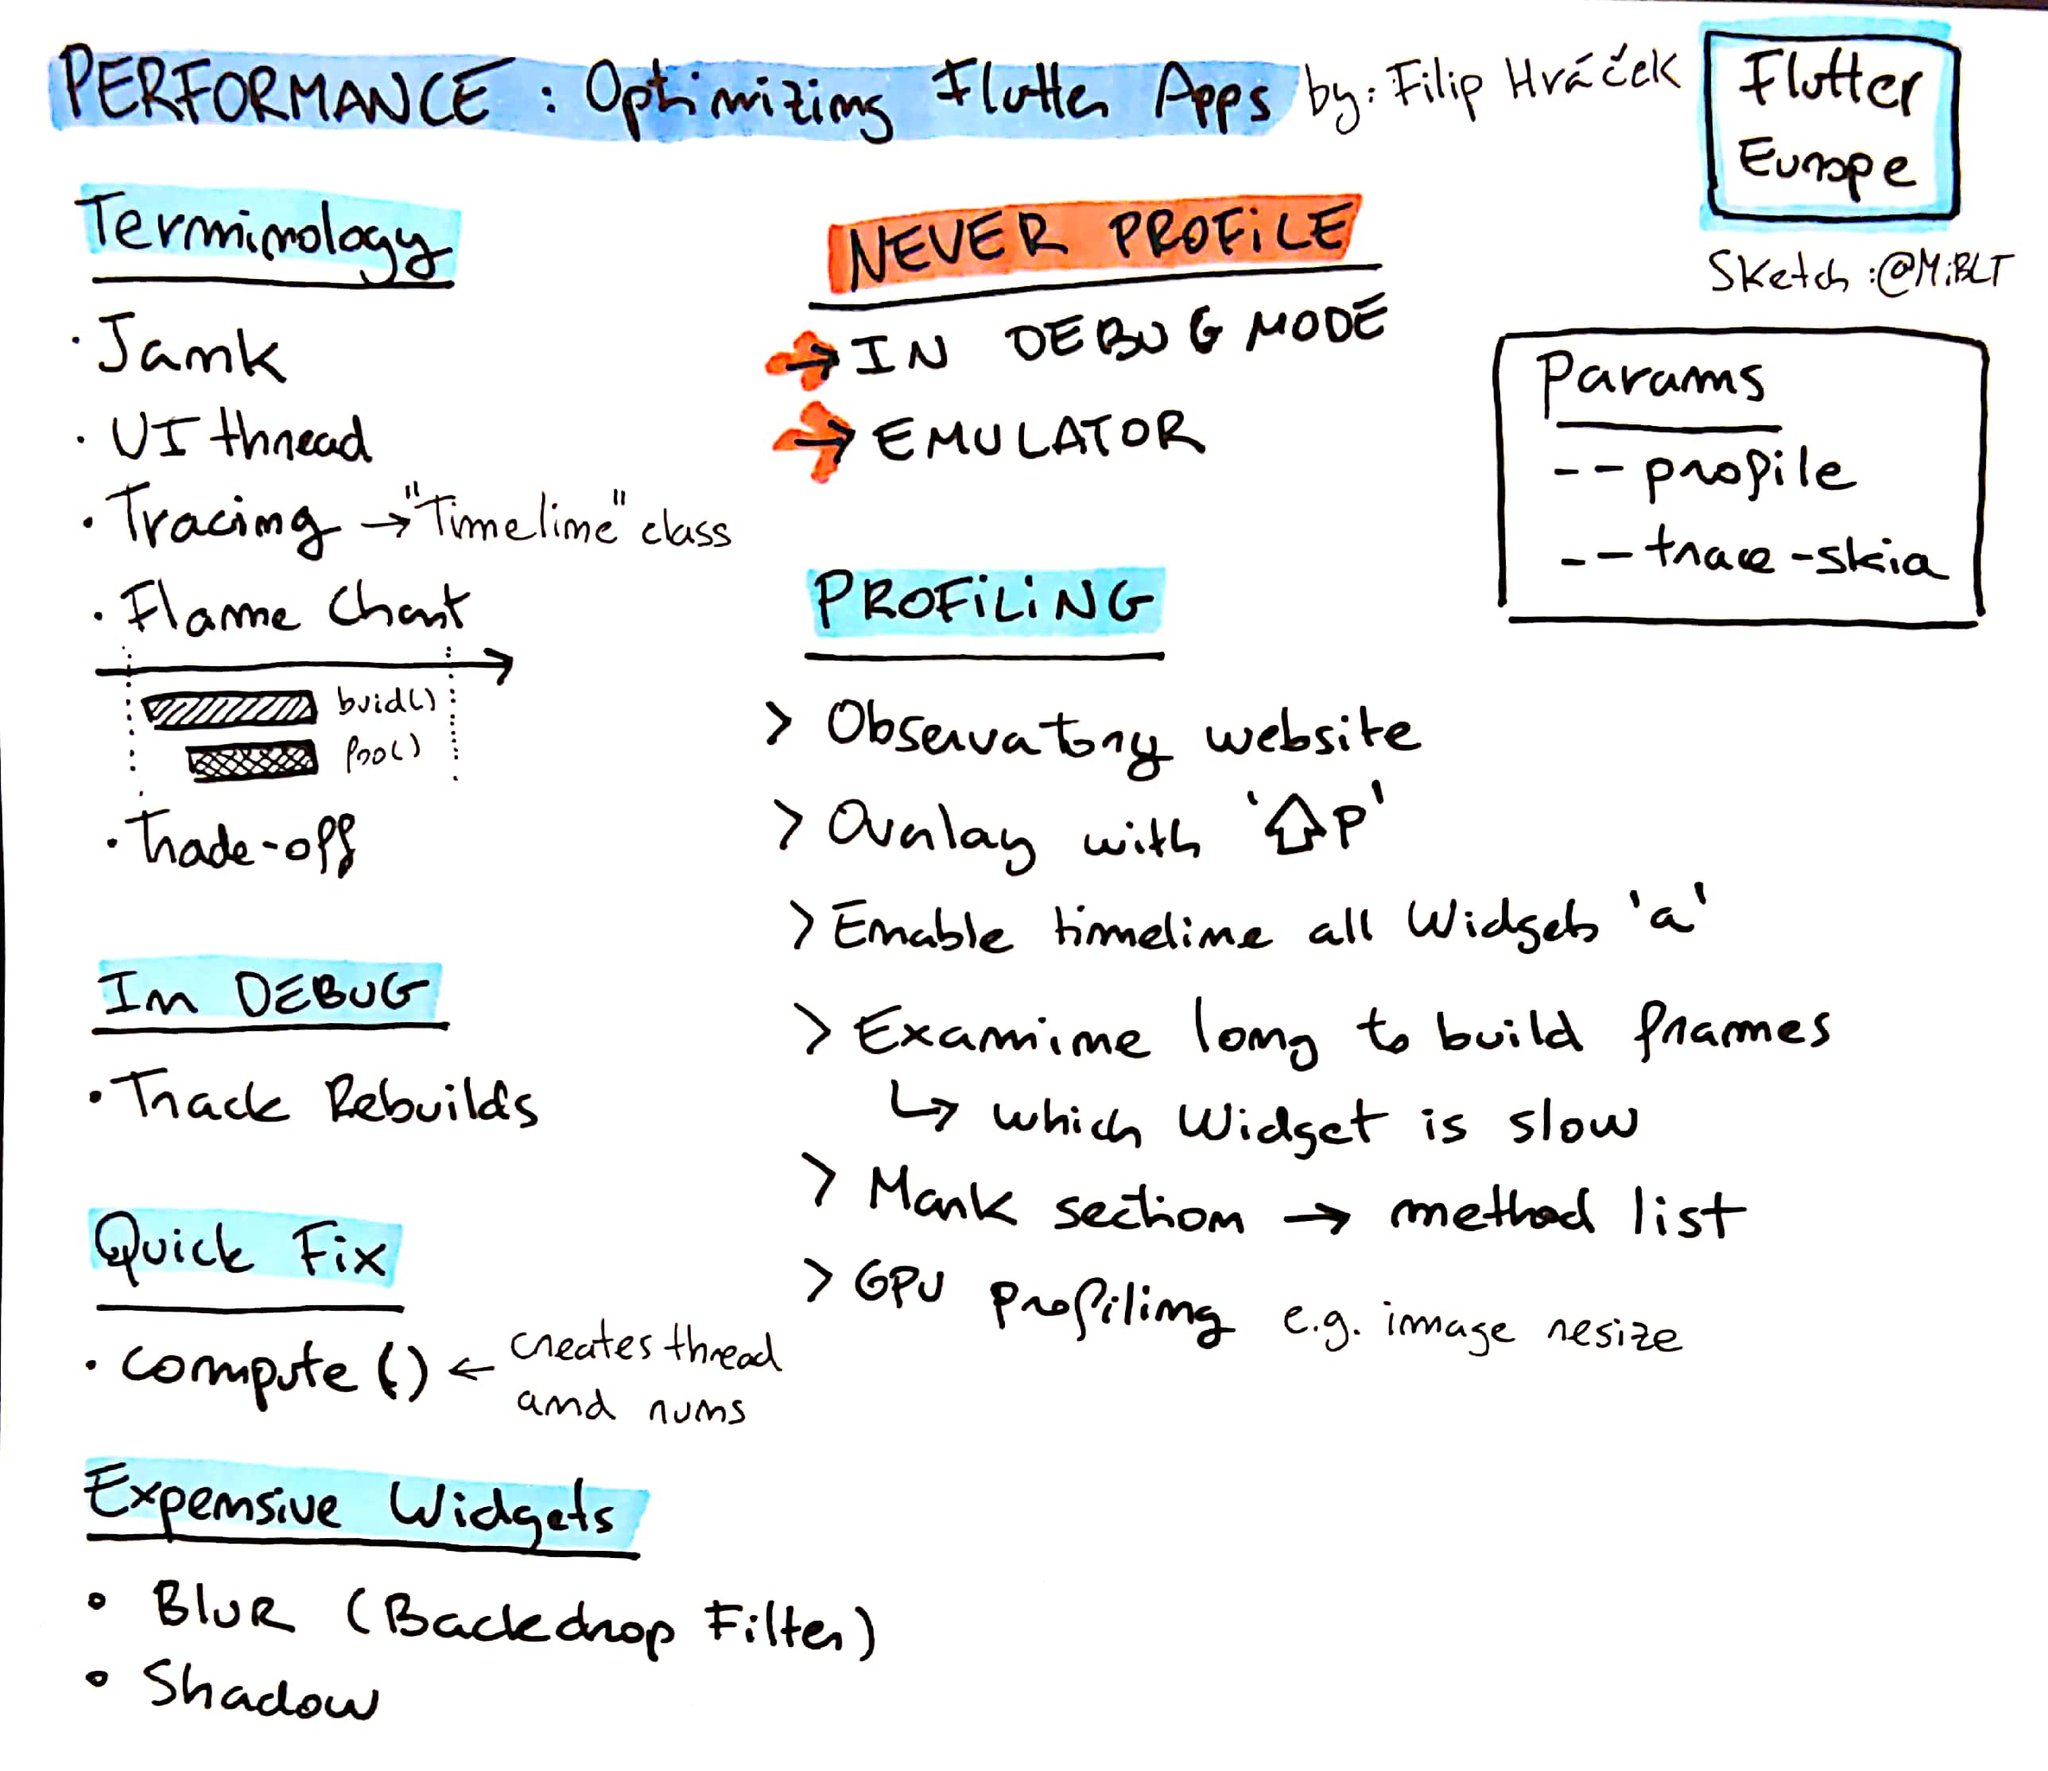 PERFORMANCE : Optimizing Flutter Apps by: Filip Hráček
Flutter
Europe
Sketch :@MiBLT
Terminology
· Jank
· UI thread
· Tracing → "Timeline" class
· Flame Chart
buid()
foo()
· Trade-off
In DEBUG
· Track Rebuilds
Quick Fix
· compute () ← creates thread
and runs
Expensive Widgets
° Blur (Backdrop Filter)
° Shadow
NEVER PROFiLE
→ IN DEBUG MODE
→ EMULATOR
PROFiLiNG
> Observatory website
> Overlay with '⇧P'
> Enable timeline all Widgets 'a'
> Examine long to build frames
↳ which Widget is slow
> Mark section → method list
> GPU profiling e.g. image resize
Params
--profile
--trace-skia